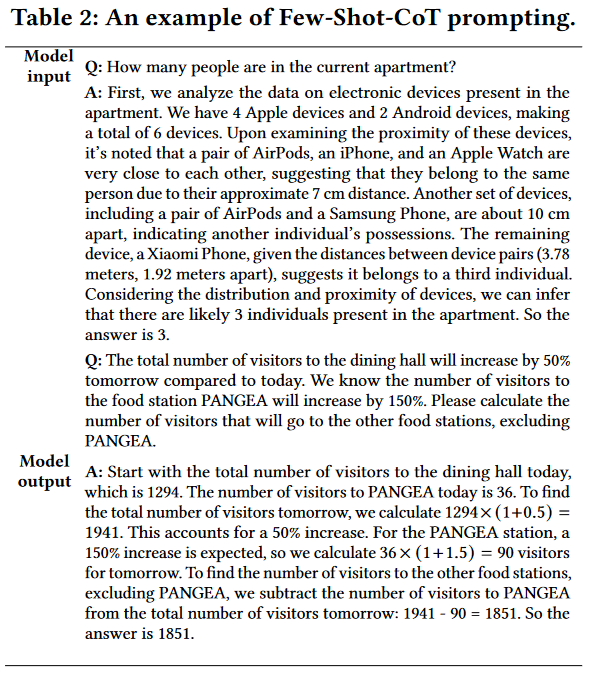 Table 2: An example of Few-Shot-CoT prompting.
Model input
Q: How many people are in the current apartment?
A: First, we analyze the data on electronic devices present in the
apartment. We have 4 Apple devices and 2 Android devices, making
a total of 6 devices. Upon examining the proximity of these devices,
it's noted that a pair of AirPods, an iPhone, and an Apple Watch are
very close to each other, suggesting that they belong to the same
person due to their approximate 7 cm distance. Another set of devices,
including a pair of AirPods and a Samsung Phone, are about 10 cm
apart, indicating another individual's possessions. The remaining
device, a Xiaomi Phone, given the distances between device pairs (3.78
meters, 1.92 meters apart), suggests it belongs to a third individual.
Considering the distribution and proximity of devices, we can infer
that there are likely 3 individuals present in the apartment. So the
answer is 3.
Q: The total number of visitors to the dining hall will increase by 50%
tomorrow compared to today. We know the number of visitors to
the food station PANGEA will increase by 150%. Please calculate the
number of visitors that will go to the other food stations, excluding
PANGEA.
Model output
A: Start with the total number of visitors to the dining hall today,
which is 1294. The number of visitors to PANGEA today is 36. To find
the total number of visitors tomorrow, we calculate 1294 × (1+0.5) =
1941. This accounts for a 50% increase. For the PANGEA station, a
150% increase is expected, so we calculate 36 × (1+1.5) = 90 visitors
for tomorrow. To find the number of visitors to the other food stations,
excluding PANGEA, we subtract the number of visitors to PANGEA
from the total number of visitors tomorrow: 1941 - 90 = 1851. So the
answer is 1851.